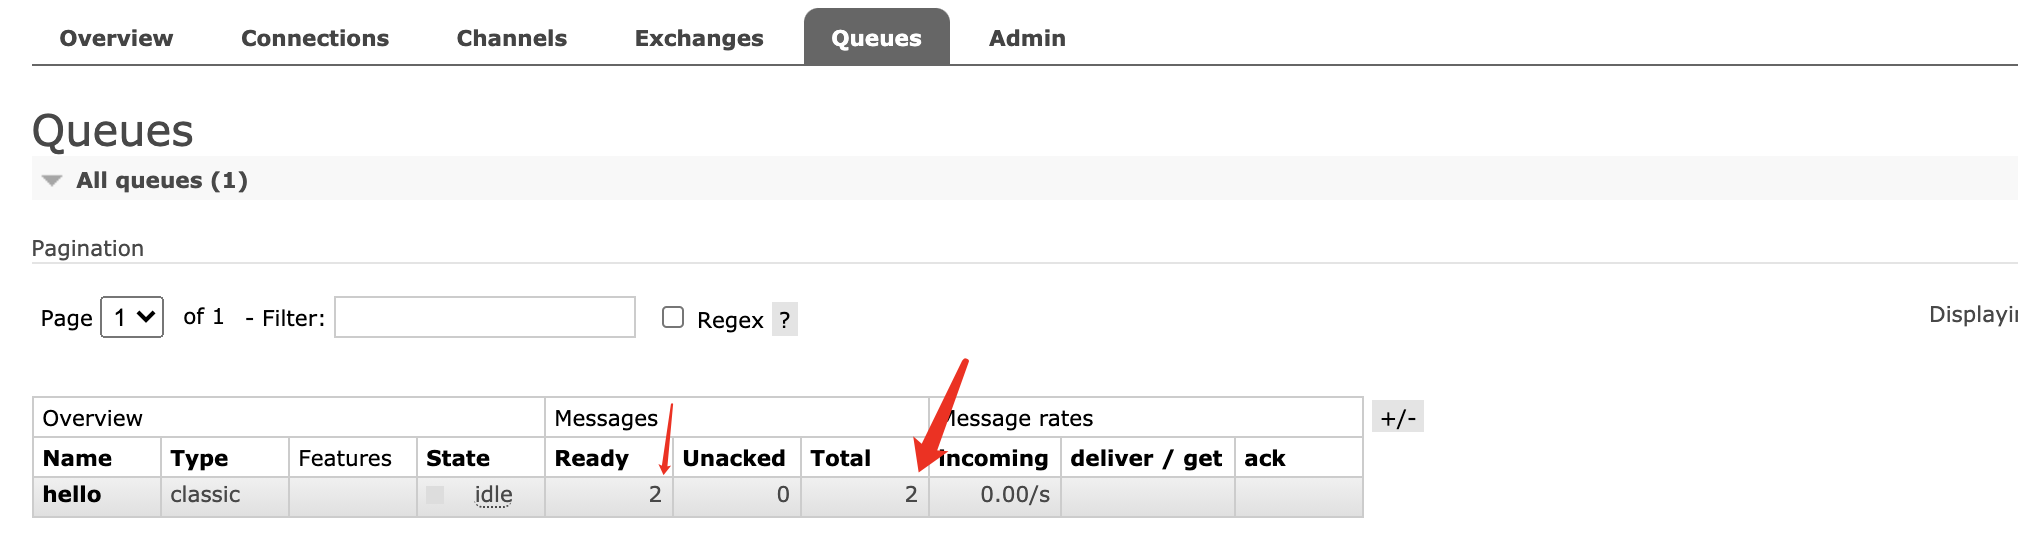 Overview Connections Channels Exchanges Queues Admin
Queues
All queues (1)
Pagination
Page 1 of 1 - Filter: Regex ?
Overview Messages Message rates +/-
Name Type Features State Ready Unacked Total incoming deliver / get ack
hello classic idle 2 0 2 0.00/s